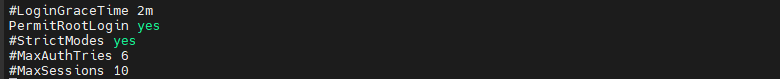 #LoginGraceTime 2m
PermitRootLogin yes
#StrictModes yes
#MaxAuthTries 6
#MaxSessions 10